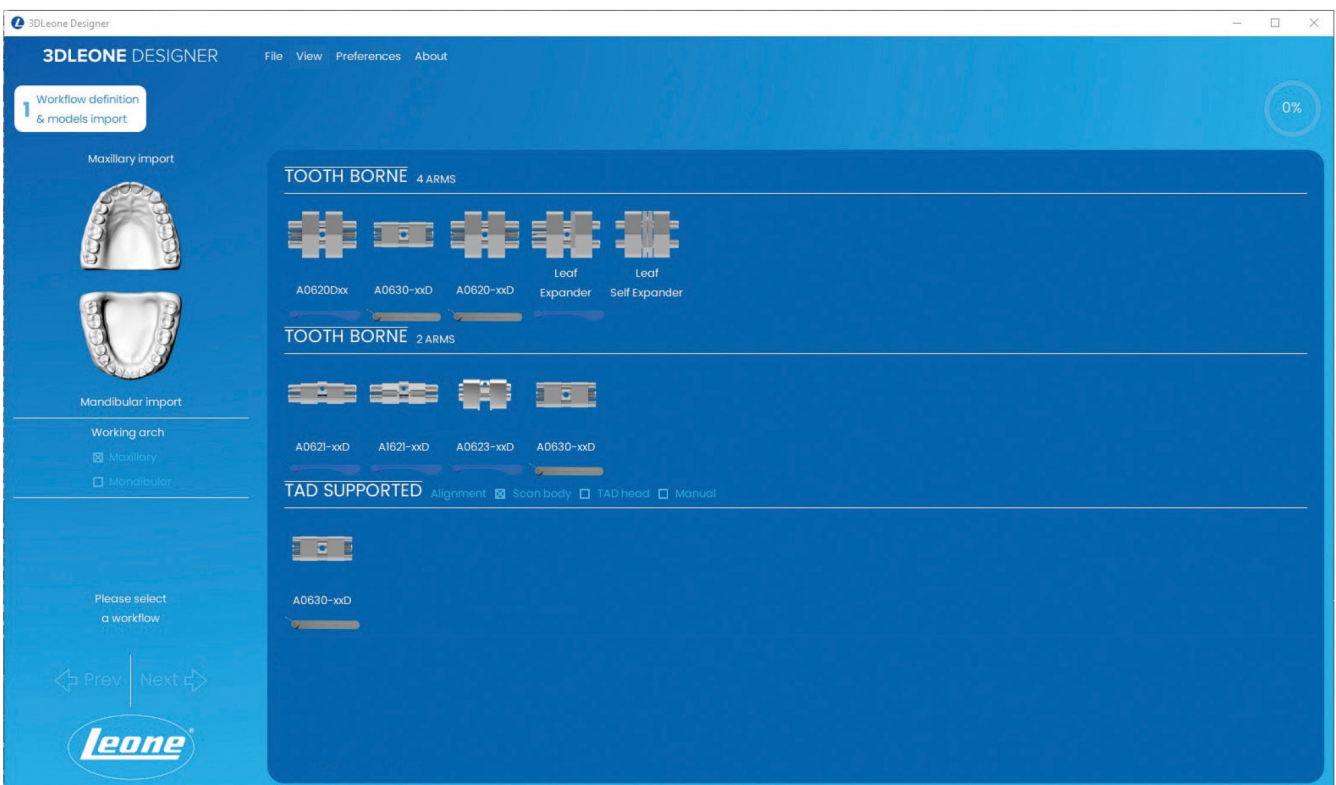 3DLeone Designer
3DLEONE DESIGNER File View Preferences About
1 Workflow definition
& models import
0%
Maxillary import
Mandibular import
Working arch
Maxillary
Mandibular
Please select
a workflow
Prev Next
Leone®
TOOTH BORNE 4 ARMS
A0620Dxx A0630-xxD A0620-xxD Leaf Expander Leaf Self Expander
TOOTH BORNE 2 ARMS
A0621-xxD A1621-xxD A0623-xxD A0630-xxD
TAD SUPPORTED Alignment Scan body TAD head Manual
A0630-xxD